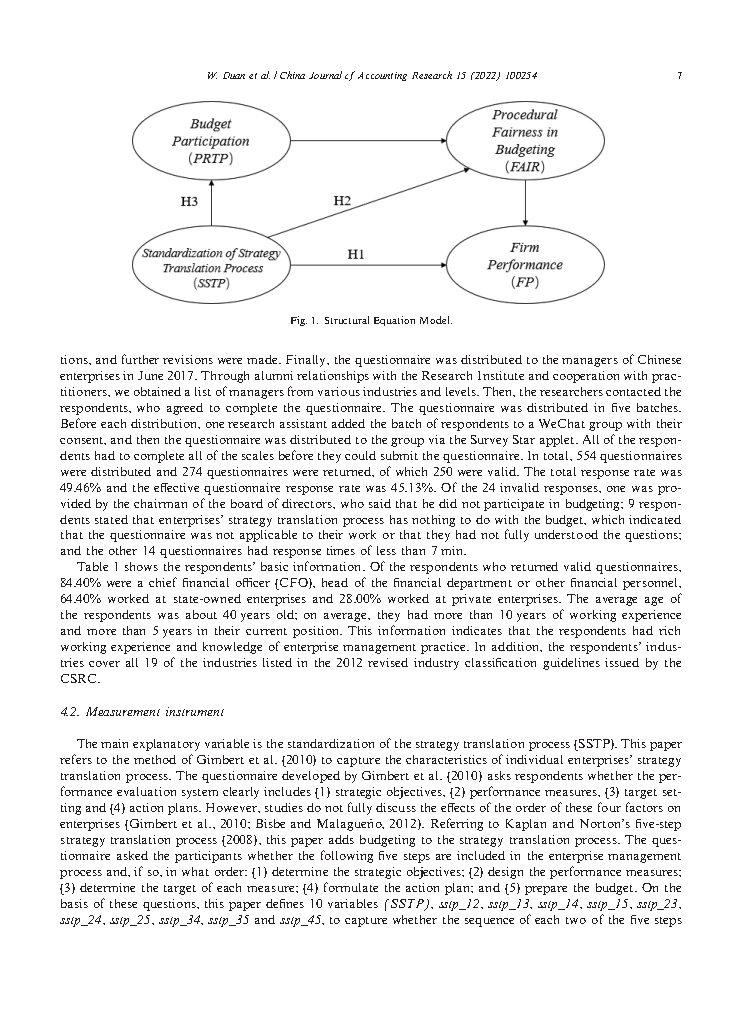 W. Duan et al. / China Journal of Accounting Research 15 (2022) 100254
7
Budget
Participation
(PRTP)
Procedural
Fairness in
Budgeting
(FAIR)
H3
H2
Standardization of Strategy
Translation Process
(SSTP)
H1
Firm
Performance
(FP)
Fig. 1. Structural Equation Model.
tions, and further revisions were made. Finally, the questionnaire was distributed to the managers of Chinese
enterprises in June 2017. Through alumni relationships with the Research Institute and cooperation with prac-
titioners, we obtained a list of managers from various industries and levels. Then, the researchers contacted the
respondents, who agreed to complete the questionnaire. The questionnaire was distributed in five batches.
Before each distribution, one research assistant added the batch of respondents to a WeChat group with their
consent, and then the questionnaire was distributed to the group via the Survey Star applet. All of the respon-
dents had to complete all of the scales before they could submit the questionnaire. In total, 554 questionnaires
were distributed and 274 questionnaires were returned, of which 250 were valid. The total response rate was
49.46% and the effective questionnaire response rate was 45.13%. Of the 24 invalid responses, one was pro-
vided by the chairman of the board of directors, who said that he did not participate in budgeting; 9 respon-
dents stated that enterprises' strategy translation process has nothing to do with the budget, which indicated
that the questionnaire was not applicable to their work or that they had not fully understood the questions;
and the other 14 questionnaires had response times of less than 7 min.
Table 1 shows the respondents' basic information. Of the respondents who returned valid questionnaires,
84.40% were a chief financial officer (CFO), head of the financial department or other financial personnel,
64.40% worked at state-owned enterprises and 28.00% worked at private enterprises. The average age of
the respondents was about 40 years old; on average, they had more than 10 years of working experience
and more than 5 years in their current position. This information indicates that the respondents had rich
working experience and knowledge of enterprise management practice. In addition, the respondents' indus-
tries cover all 19 of the industries listed in the 2012 revised industry classification guidelines issued by the
CSRC.
4.2. Measurement instrument
The main explanatory variable is the standardization of the strategy translation process (SSTP). This paper
refers to the method of Gimbert et al. (2010) to capture the characteristics of individual enterprises' strategy
translation process. The questionnaire developed by Gimbert et al. (2010) asks respondents whether the per-
formance evaluation system clearly includes (1) strategic objectives, (2) performance measures, (3) target set-
ting and (4) action plans. However, studies do not fully discuss the effects of the order of these four factors on
enterprises (Gimbert et al., 2010; Bisbe and Malagueño, 2012). Referring to Kaplan and Norton's five-step
strategy translation process (2008), this paper adds budgeting to the strategy translation process. The ques-
tionnaire asked the participants whether the following five steps are included in the enterprise management
process and, if so, in what order: (1) determine the strategic objectives; (2) design the performance measures;
(3) determine the target of each measure; (4) formulate the action plan; and (5) prepare the budget. On the
basis of these questions, this paper defines 10 variables (SSTP), sstp_12, sstp_13, sstp_14, sstp_15, sstp_23,
sstp_24, sstp_25, sstp_34, sstp_35 and sstp_45, to capture whether the sequence of each two of the five steps